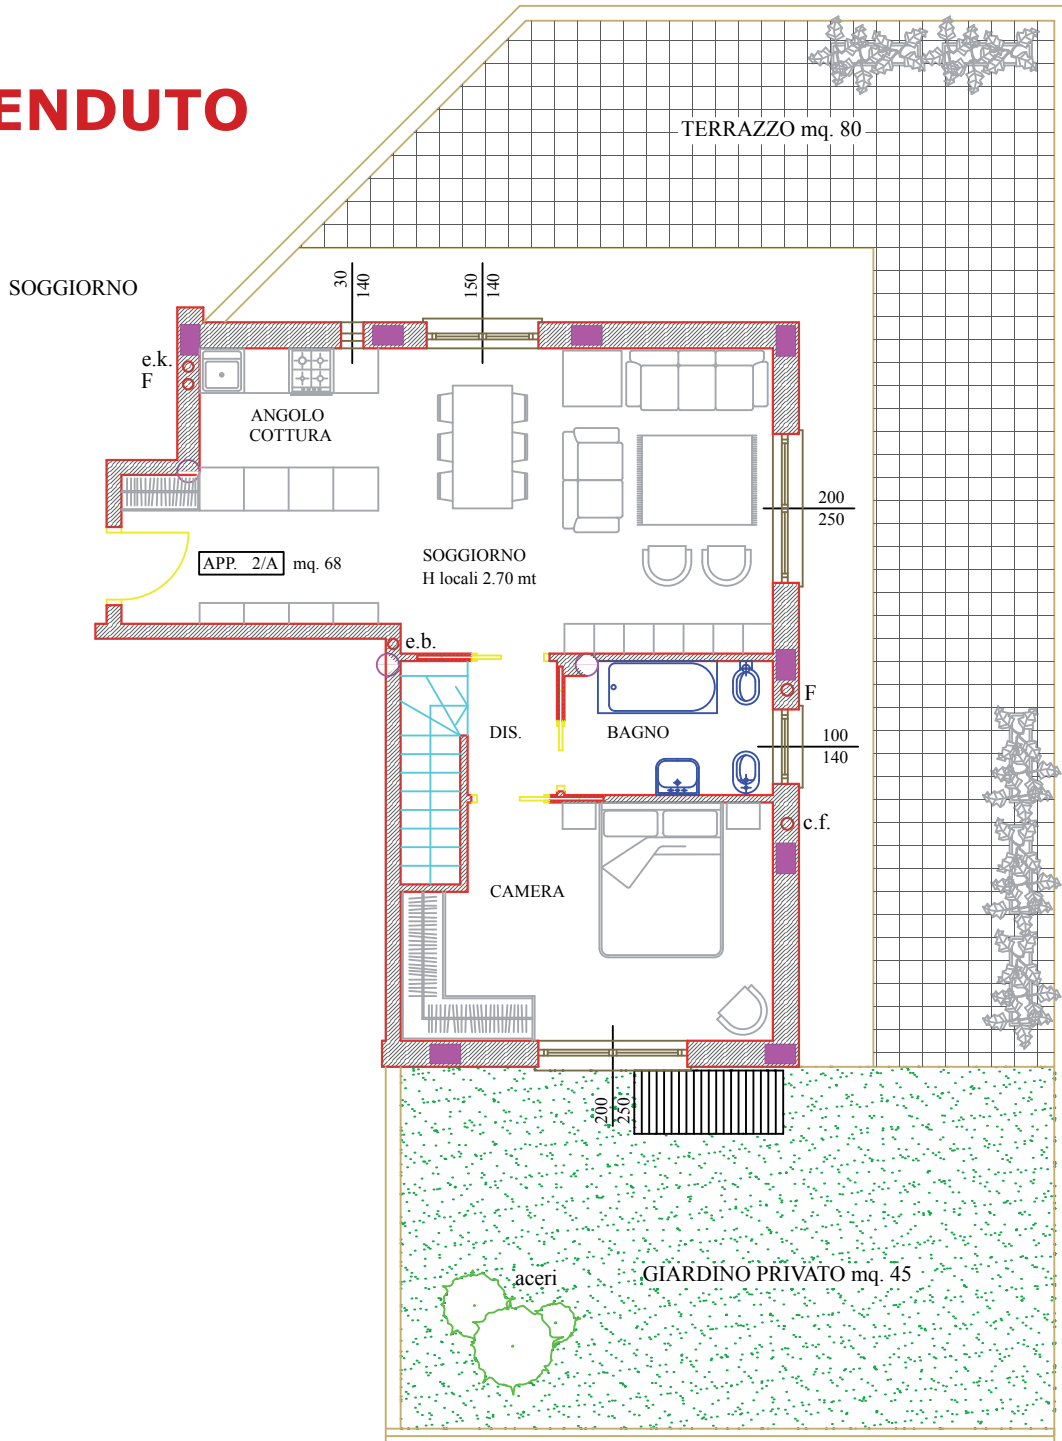 ENDUTO
TERRAZZO mq. 80
SOGGIORNO
30
140
150
140
e.k.
F
ANGOLO
COTTURA
200
250
APP. 2/A mq. 68
SOGGIORNO
H locali 2.70 mt
e.b.
F
DIS.
BAGNO
100
140
c.f.
CAMERA
200
250
aceri
GIARDINO PRIVATO mq. 45